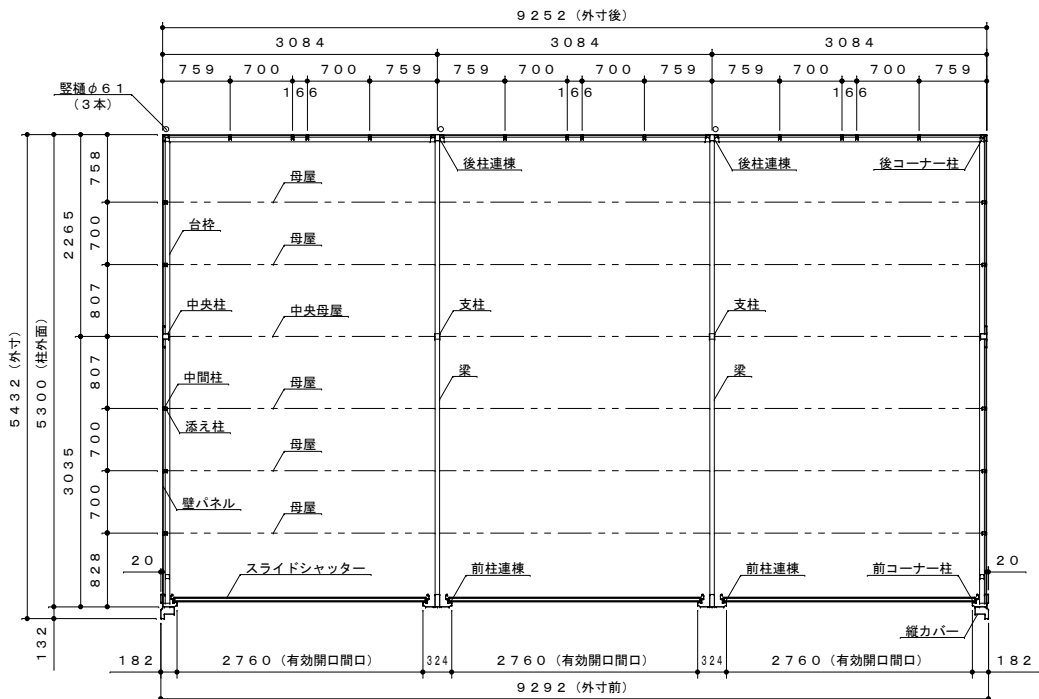 ９２５２（外寸後）
３０８４ ３０８４ ３０８４
７５９ ７００ ７００ ７５９ ７５９ ７００ ７００ ７５９ ７５９ ７００ ７００ ７５９
１６６ １６６ １６６
竪樋φ６１
（３本）
後柱連棟 後柱連棟 後コーナー柱
７５８
母屋
７００
２２６５
台枠
母屋
８０７
中央柱 中央母屋 支柱 支柱
５４３２（外寸）
５３００（柱外面）
８０７
中間柱 母屋 梁 梁
添え柱
７００
３０３５
母屋
７００
壁パネル 母屋
８２８
２０ スライドシャッター 前柱連棟 前柱連棟 前コーナー柱 ２０
縦カバー
１３２
１８２ ２７６０（有効開口間口） 324 ２７６０（有効開口間口） 324 ２７６０（有効開口間口） １８２
９２９２（外寸前）